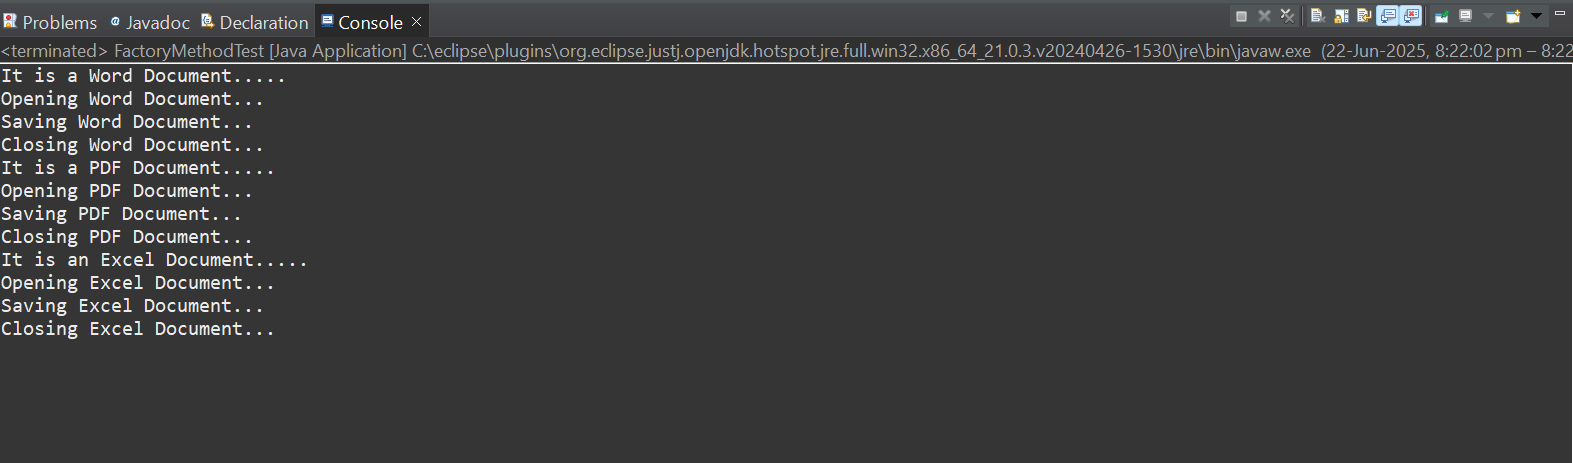 Problems @ Javadoc Declaration Console
<terminated> FactoryMethodTest [Java Application] C:\eclipse\plugins\org.eclipse.justj.openjdk.hotspot.jre.full.win32.x86_64_21.0.3.v20240426-1530\jre\bin\javaw.exe (22-Jun-2025, 8:22:02 pm – 8:22
It is a Word Document.....
Opening Word Document...
Saving Word Document...
Closing Word Document...
It is a PDF Document.....
Opening PDF Document...
Saving PDF Document...
Closing PDF Document...
It is an Excel Document.....
Opening Excel Document...
Saving Excel Document...
Closing Excel Document...